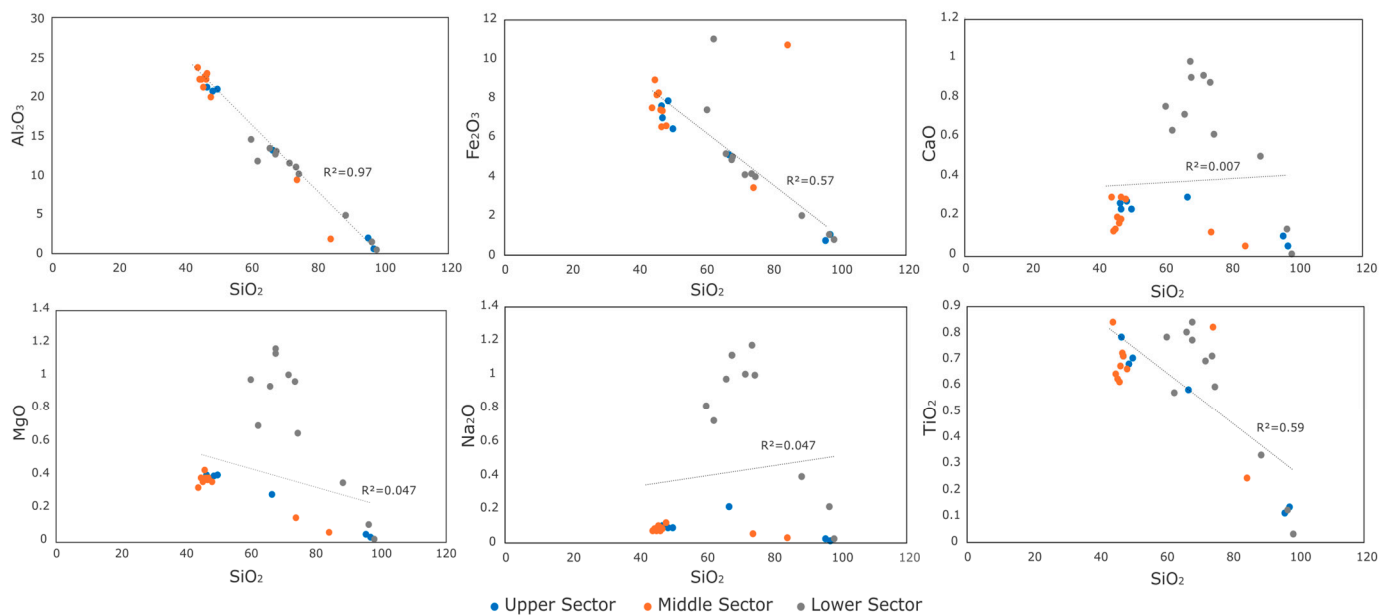 30
25
20
15
10
5
0
0 20 40 60 80 100 120
Al₂O₃
SiO₂
R²=0.97
12
10
8
6
4
2
0
0 20 40 60 80 100 120
Fe₂O₃
SiO₂
R²=0.57
1.2
1
0.8
0.6
0.4
0.2
0
0 20 40 60 80 100 120
CaO
SiO₂
R²=0.007
1.4
1.2
1
0.8
0.6
0.4
0.2
0
0 20 40 60 80 100 120
MgO
SiO₂
R²=0.047
1.4
1.2
1
0.8
0.6
0.4
0.2
0
0 20 40 60 80 100 120
Na₂O
SiO₂
R²=0.047
0.9
0.8
0.7
0.6
0.5
0.4
0.3
0.2
0.1
0
0 20 40 60 80 100 120
TiO₂
SiO₂
R²=0.59
Upper Sector Middle Sector Lower Sector